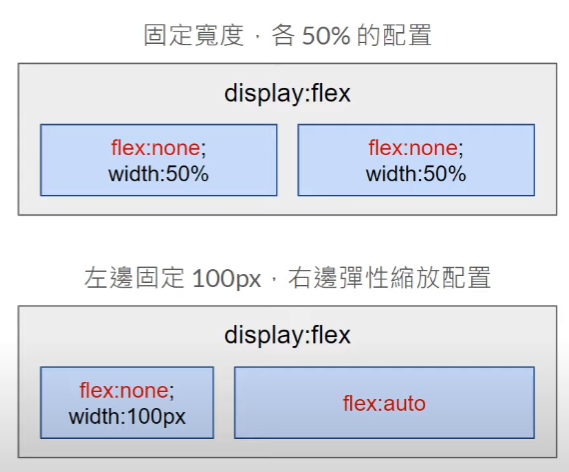 固定寬度，各 50% 的配置
display:flex
flex:none;
width:50%
flex:none;
width:50%
左邊固定 100px，右邊彈性縮放配置
display:flex
flex:none;
width:100px
flex:auto